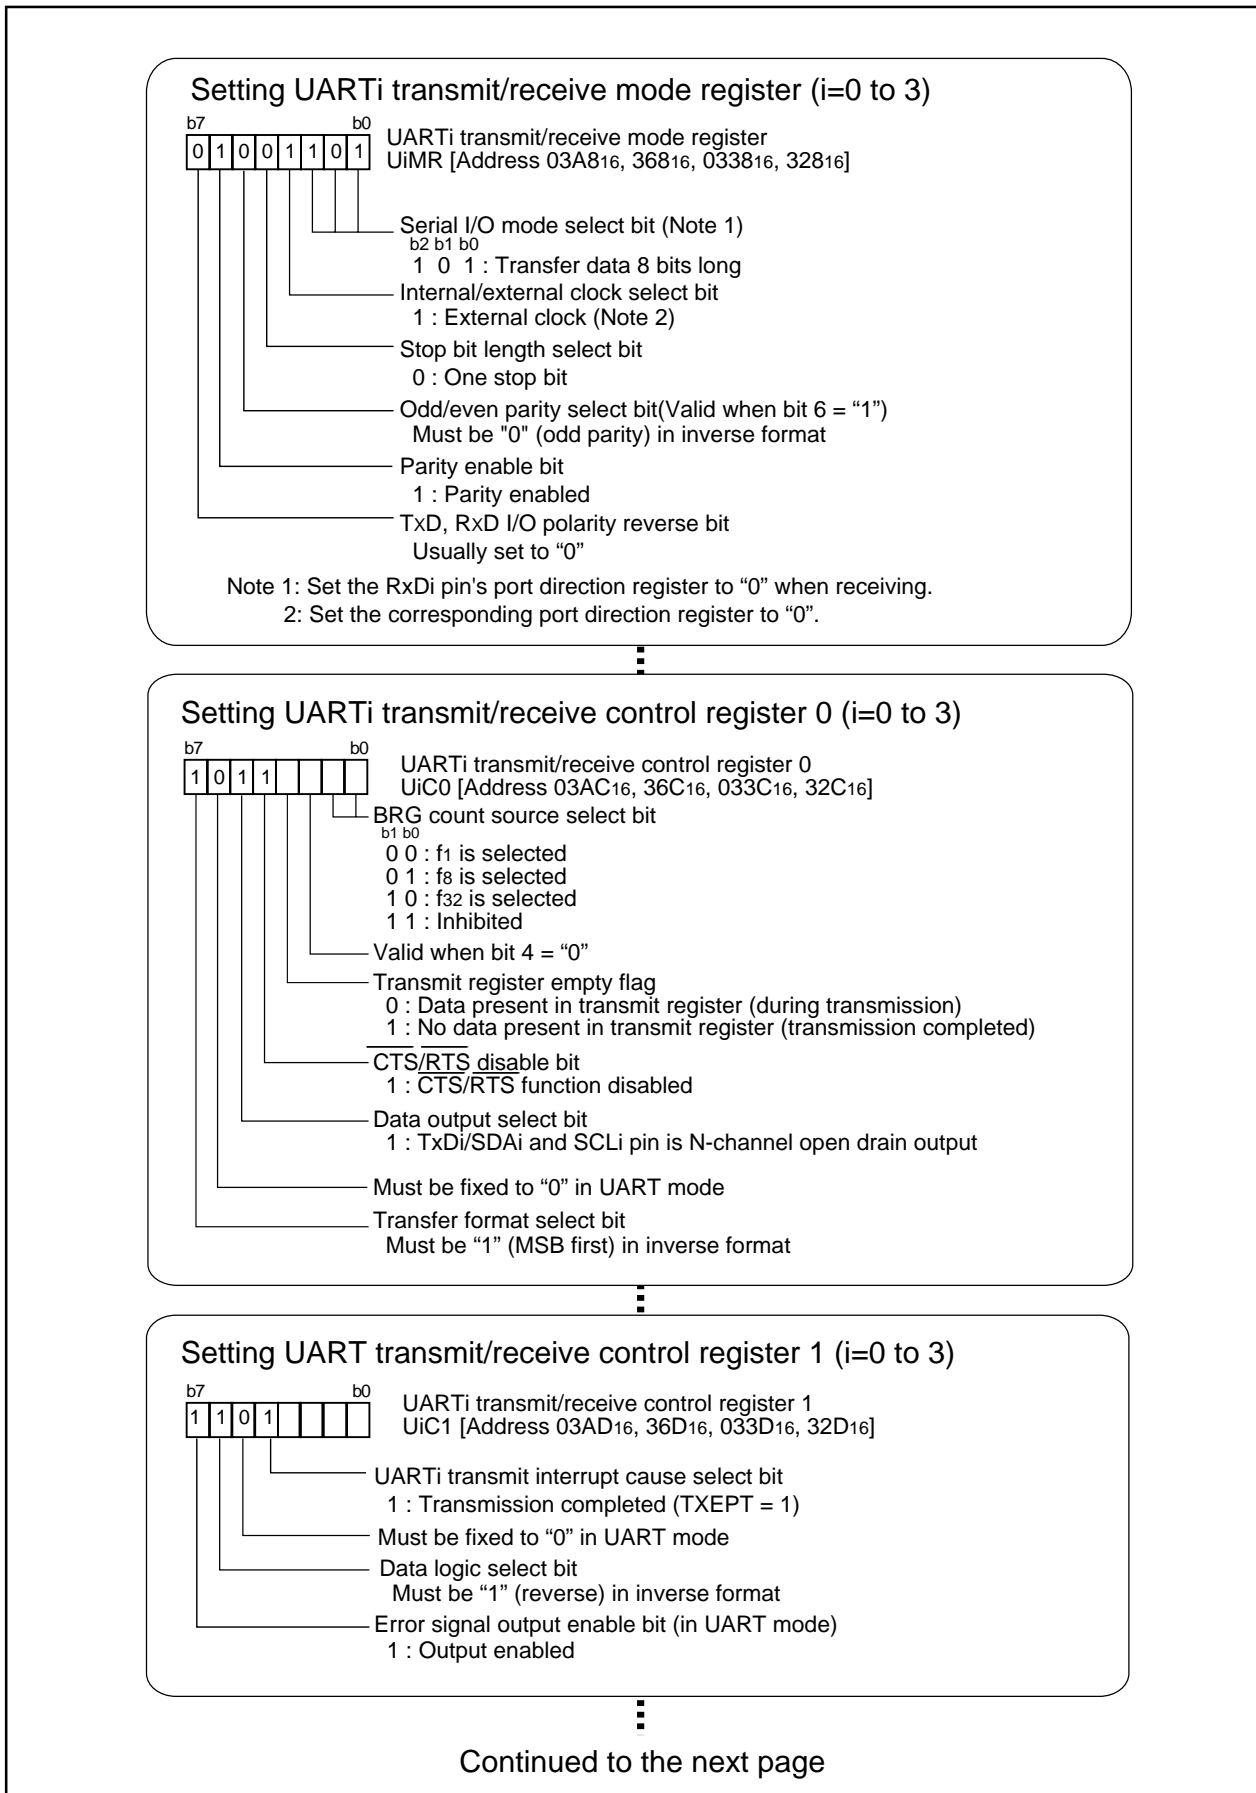 Setting UARTi transmit/receive mode register (i=0 to 3)
b7 b0
0 1 0 0 1 1 0 1
UARTi transmit/receive mode register
UiMR [Address 03A816, 36816, 033816, 32816]
Serial I/O mode select bit (Note 1)
b2 b1 b0
1 0 1 : Transfer data 8 bits long
Internal/external clock select bit
1 : External clock (Note 2)
Stop bit length select bit
0 : One stop bit
Odd/even parity select bit(Valid when bit 6 = “1”)
Must be "0" (odd parity) in inverse format
Parity enable bit
1 : Parity enabled
TxD, RxD I/O polarity reverse bit
Usually set to “0”
Note 1: Set the RxDi pin's port direction register to “0” when receiving.
2: Set the corresponding port direction register to “0”.
Setting UARTi transmit/receive control register 0 (i=0 to 3)
b7 b0
1 0 1 1
UARTi transmit/receive control register 0
UiC0 [Address 03AC16, 36C16, 033C16, 32C16]
BRG count source select bit
b1 b0
0 0 : f1 is selected
0 1 : f8 is selected
1 0 : f32 is selected
1 1 : Inhibited
Valid when bit 4 = “0”
Transmit register empty flag
0 : Data present in transmit register (during transmission)
1 : No data present in transmit register (transmission completed)
CTS/RTS disable bit
1 : CTS/RTS function disabled
Data output select bit
1 : TxDi/SDAi and SCLi pin is N-channel open drain output
Must be fixed to “0” in UART mode
Transfer format select bit
Must be “1” (MSB first) in inverse format
Setting UART transmit/receive control register 1 (i=0 to 3)
b7 b0
1 1 0 1
UARTi transmit/receive control register 1
UiC1 [Address 03AD16, 36D16, 033D16, 32D16]
UARTi transmit interrupt cause select bit
1 : Transmission completed (TXEPT = 1)
Must be fixed to “0” in UART mode
Data logic select bit
Must be “1” (reverse) in inverse format
Error signal output enable bit (in UART mode)
1 : Output enabled
Continued to the next page